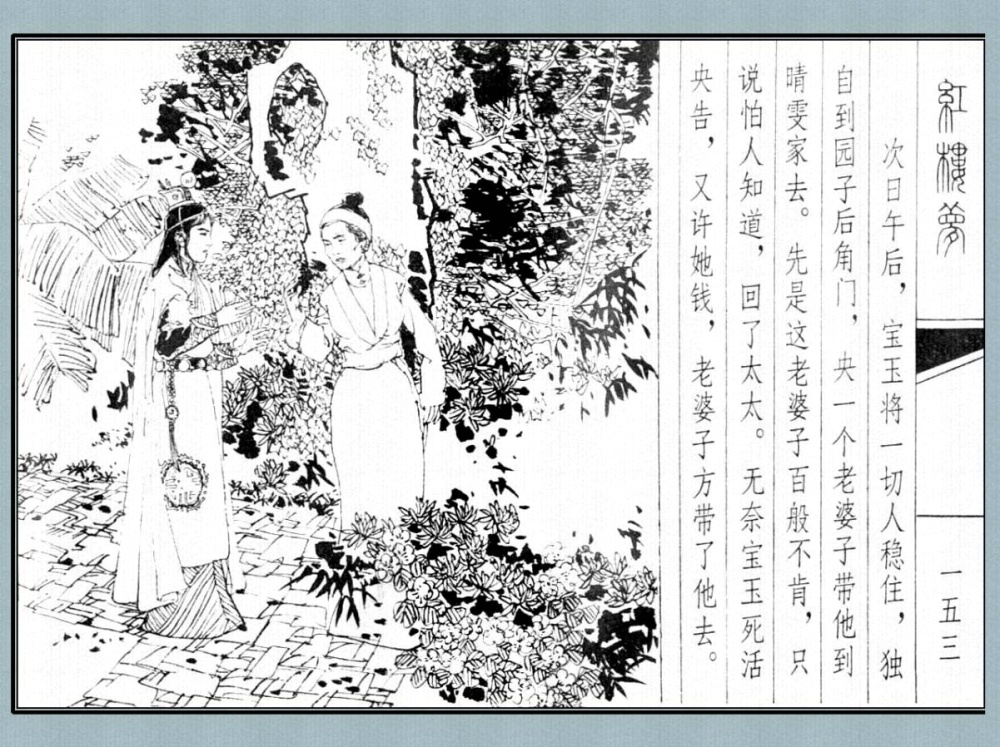 红楼梦
一五三
次日午后，宝玉将一切人稳住，独
自到园子后角门，央一个老婆子带他到
晴雯家去。先是这老婆子百般不肯，只
说怕人知道，回了太太。无奈宝玉死活
央告，又许她钱，老婆子方带了他去。